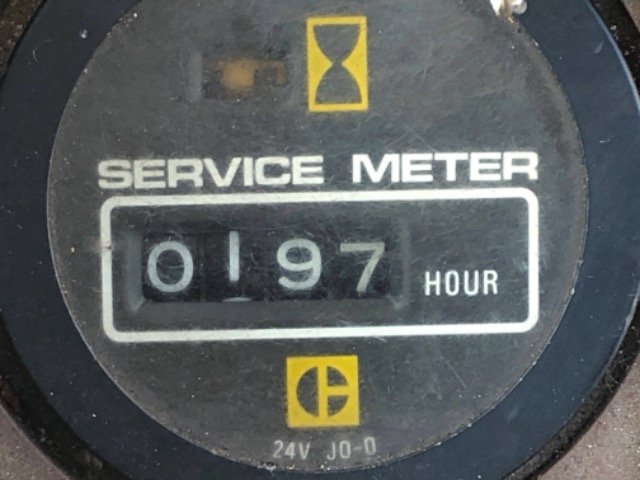 SERVICE METER
0197 HOUR
24V JO-D